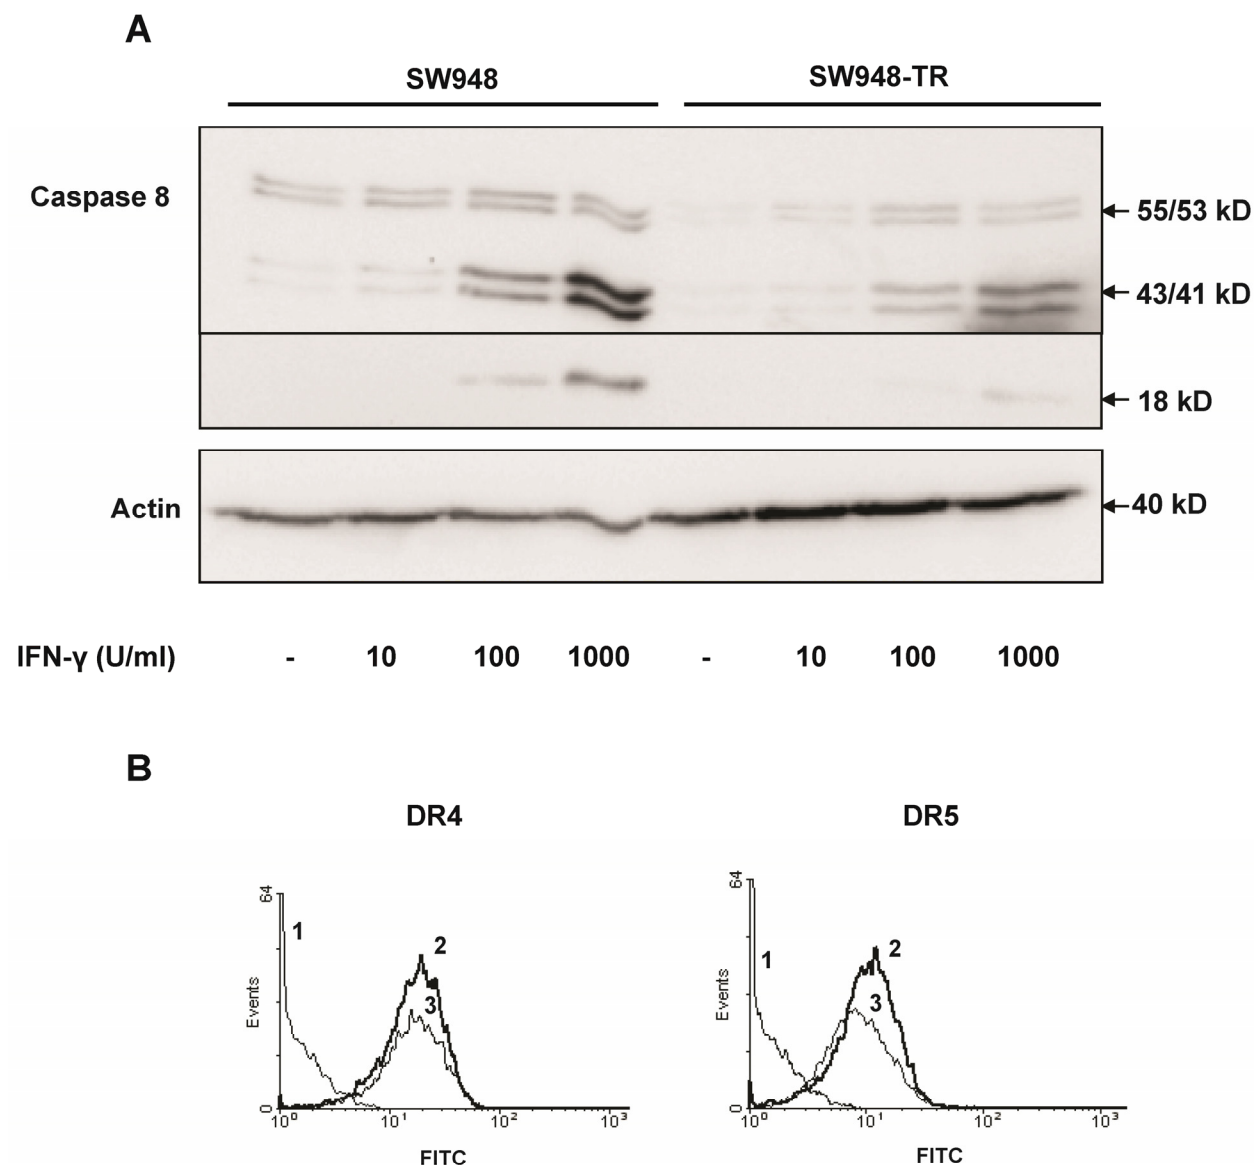 A
SW948 SW948-TR
Caspase 8
55/53 kD
43/41 kD
18 kD
Actin
40 kD
IFN-γ (U/ml) - 10 100 1000 - 10 100 1000
B
DR4 DR5
64 64
1 2 3 1 2 3
Events Events
0 0
10⁰ 10¹ 10² 10³ 10⁰ 10¹ 10² 10³
FITC FITC